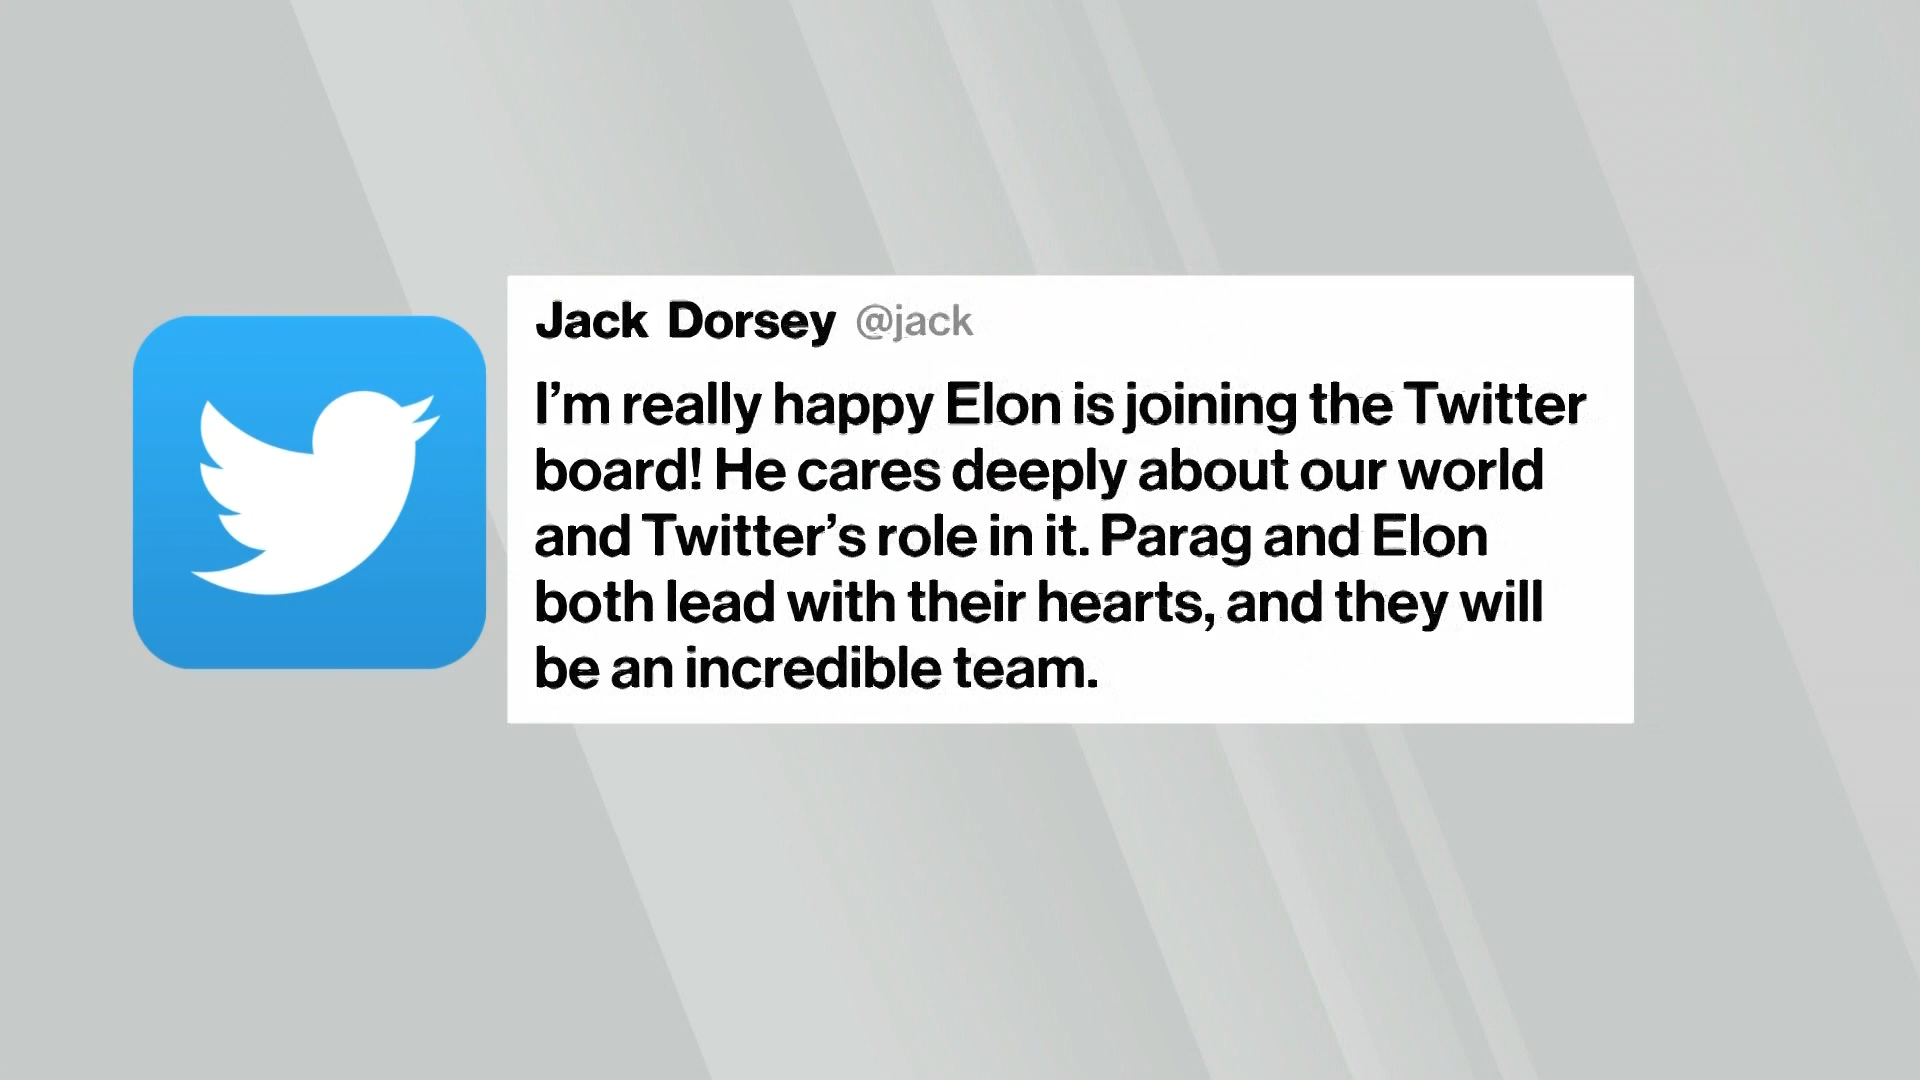 Jack Dorsey @jack
I’m really happy Elon is joining the Twitter
board! He cares deeply about our world
and Twitter’s role in it. Parag and Elon
both lead with their hearts, and they will
be an incredible team.